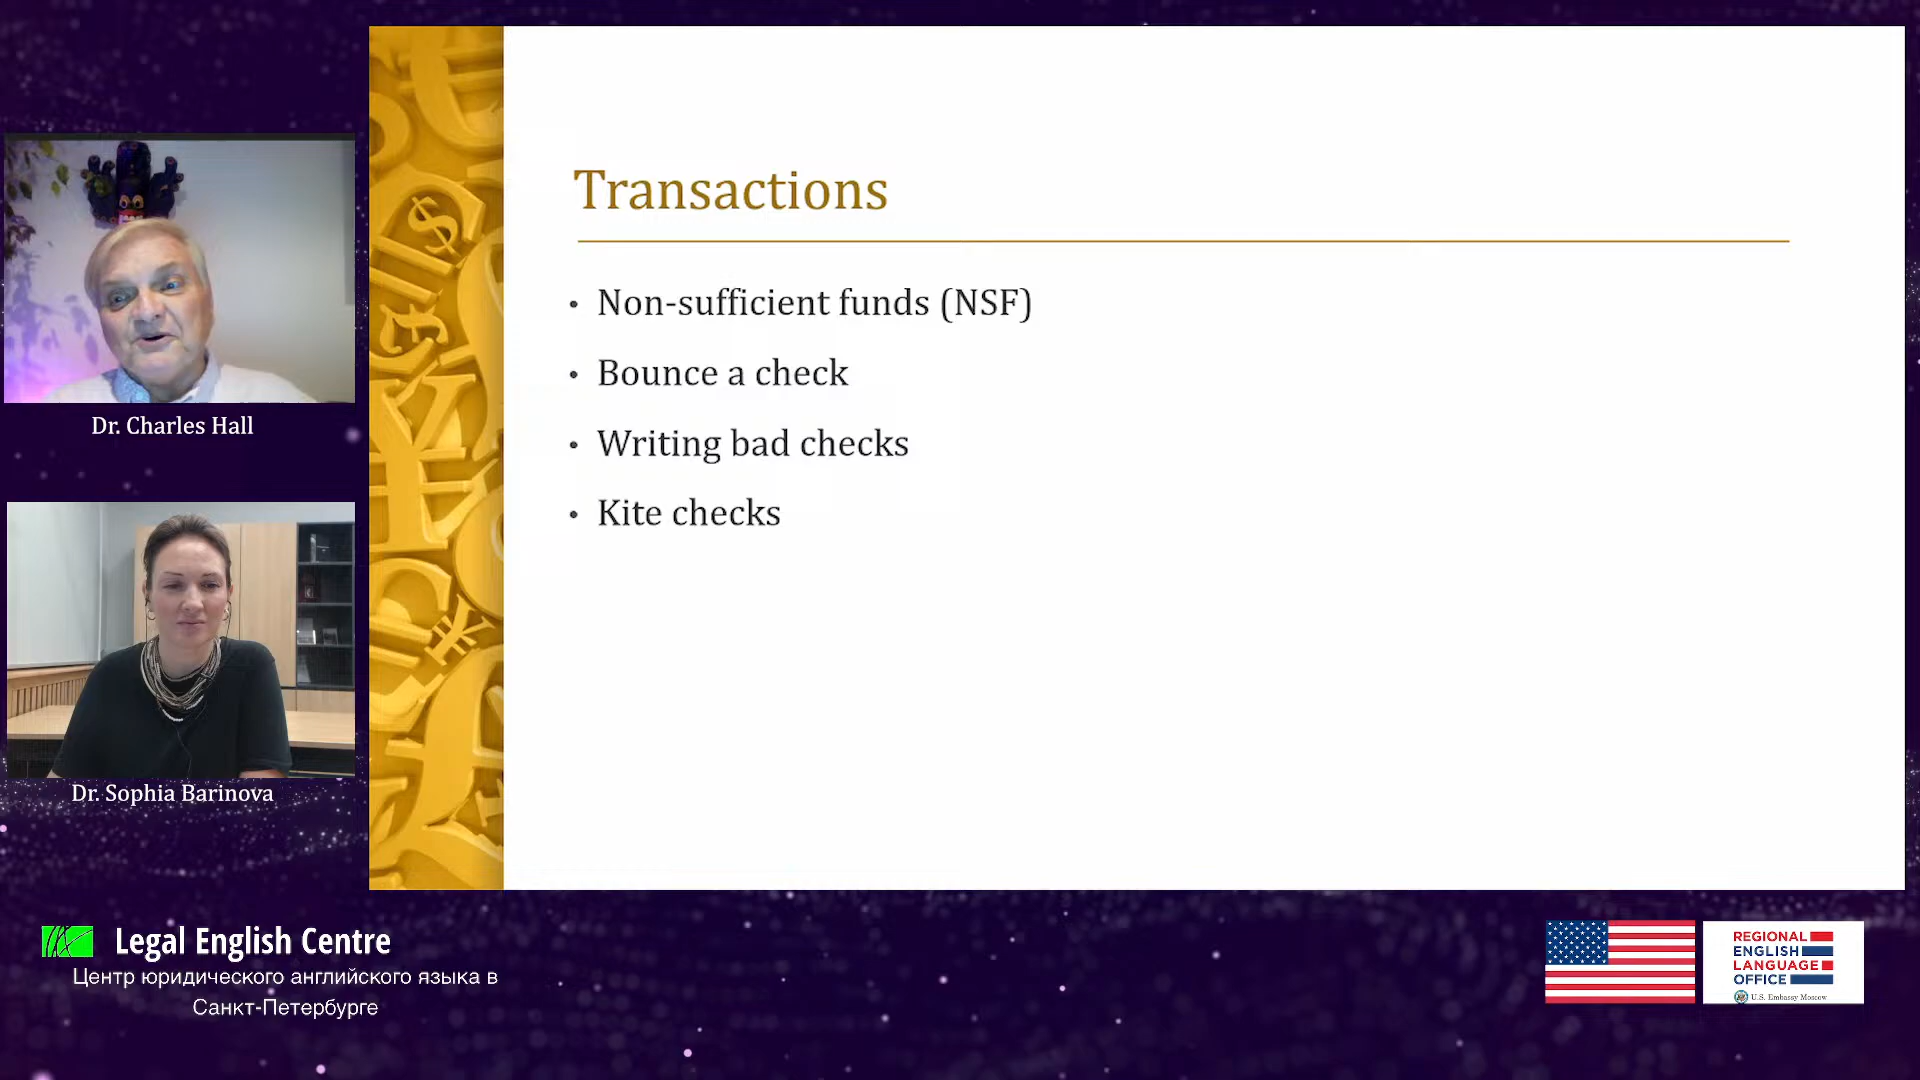 Transactions
• Non-sufficient funds (NSF)
• Bounce a check
• Writing bad checks
• Kite checks
Dr. Charles Hall
Dr. Sophia Barinova
Legal English Centre
Центр юридического английского языка в
Санкт-Петербурге
REGIONAL
ENGLISH
LANGUAGE
OFFICE
U.S. Embassy Moscow